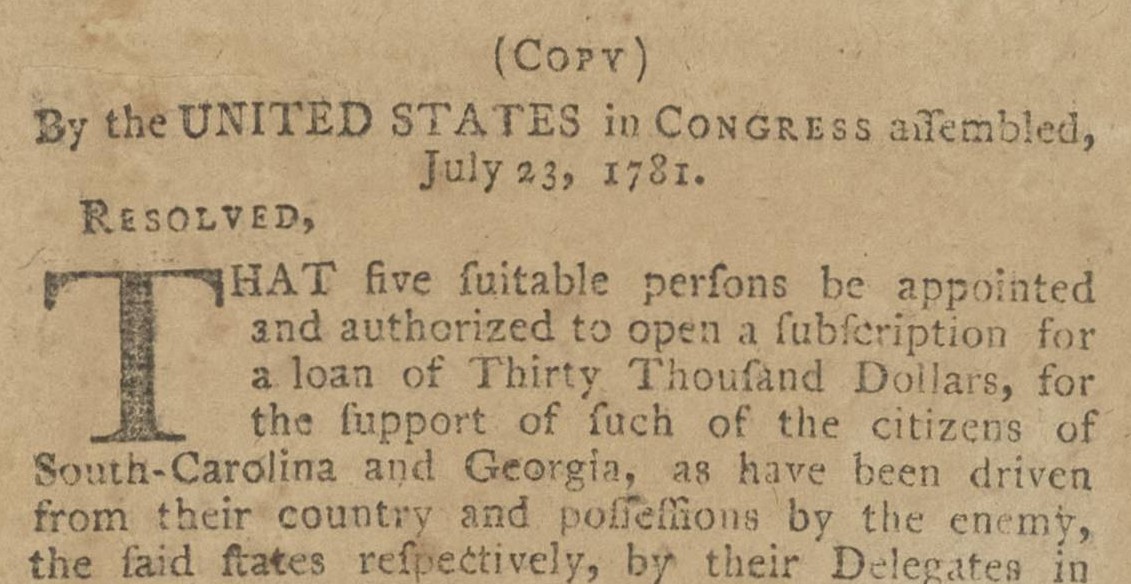 (COPY)
By the UNITED STATES in CONGRESS aſſembled,
July 23, 1781.
RESOLVED,
THAT five ſuitable perſons be appointed
and authorized to open a ſubſcription for
a loan of Thirty Thouſand Dollars, for
the ſupport of ſuch of the citizens of
South-Carolina and Georgia, as have been driven
from their country and poſſeſſions by the enemy,
the ſaid ſtates reſpectively, by their Delegates in